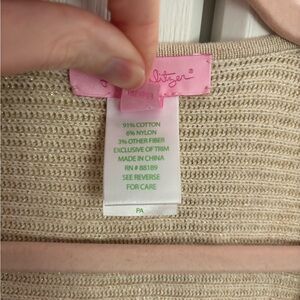 91% COTTON
6% NYLON
3% OTHER FIBER
EXCLUSIVE OF TRIM
MADE IN CHINA
RN # 88189
SEE REVERSE
FOR CARE
PA